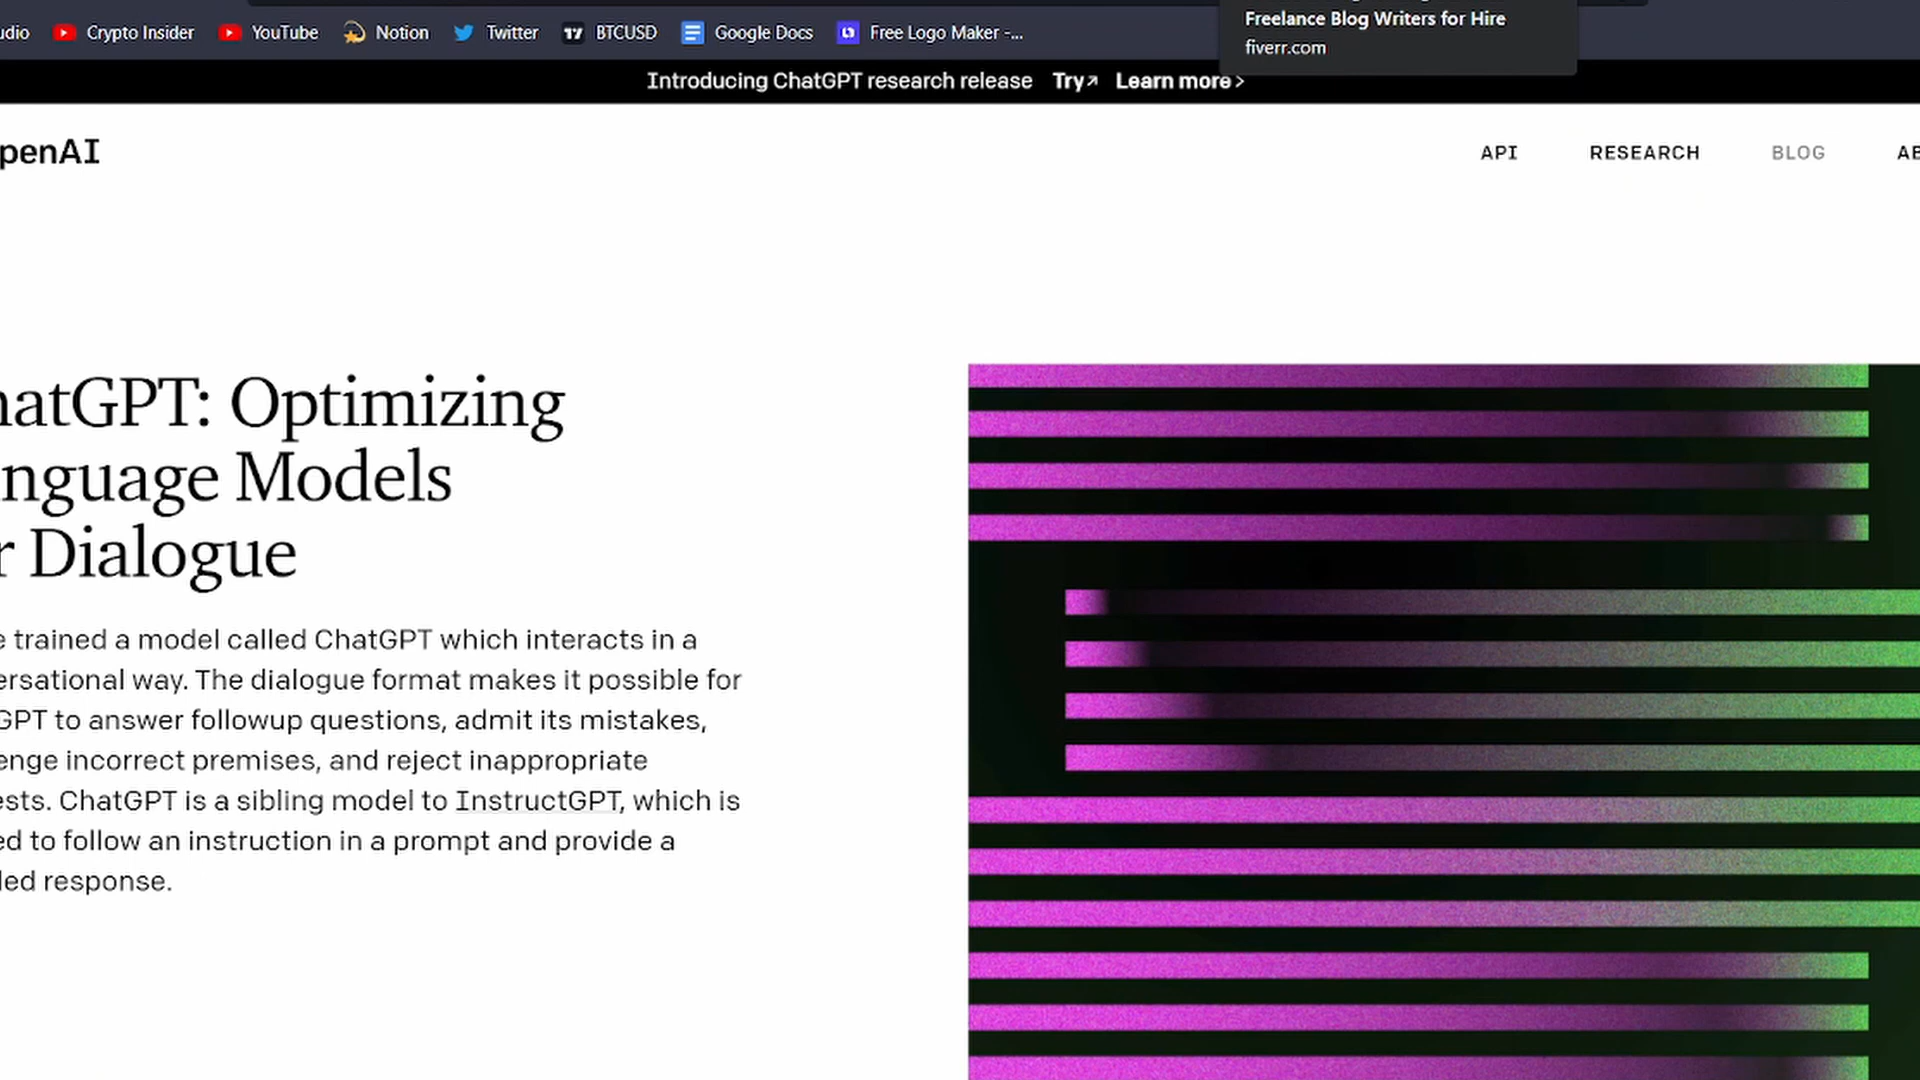 Freelance Blog Writers for Hire
fiverr.com
udio Crypto Insider YouTube Notion Twitter BTCUSD Google Docs Free Logo Maker -...
Introducing ChatGPT research release Try↗ Learn more >
penAI
API RESEARCH BLOG AB
hatGPT: Optimizing
nguage Models
r Dialogue
e trained a model called ChatGPT which interacts in a
ersational way. The dialogue format makes it possible for
GPT to answer followup questions, admit its mistakes,
enge incorrect premises, and reject inappropriate
ests. ChatGPT is a sibling model to InstructGPT, which is
ed to follow an instruction in a prompt and provide a
led response.